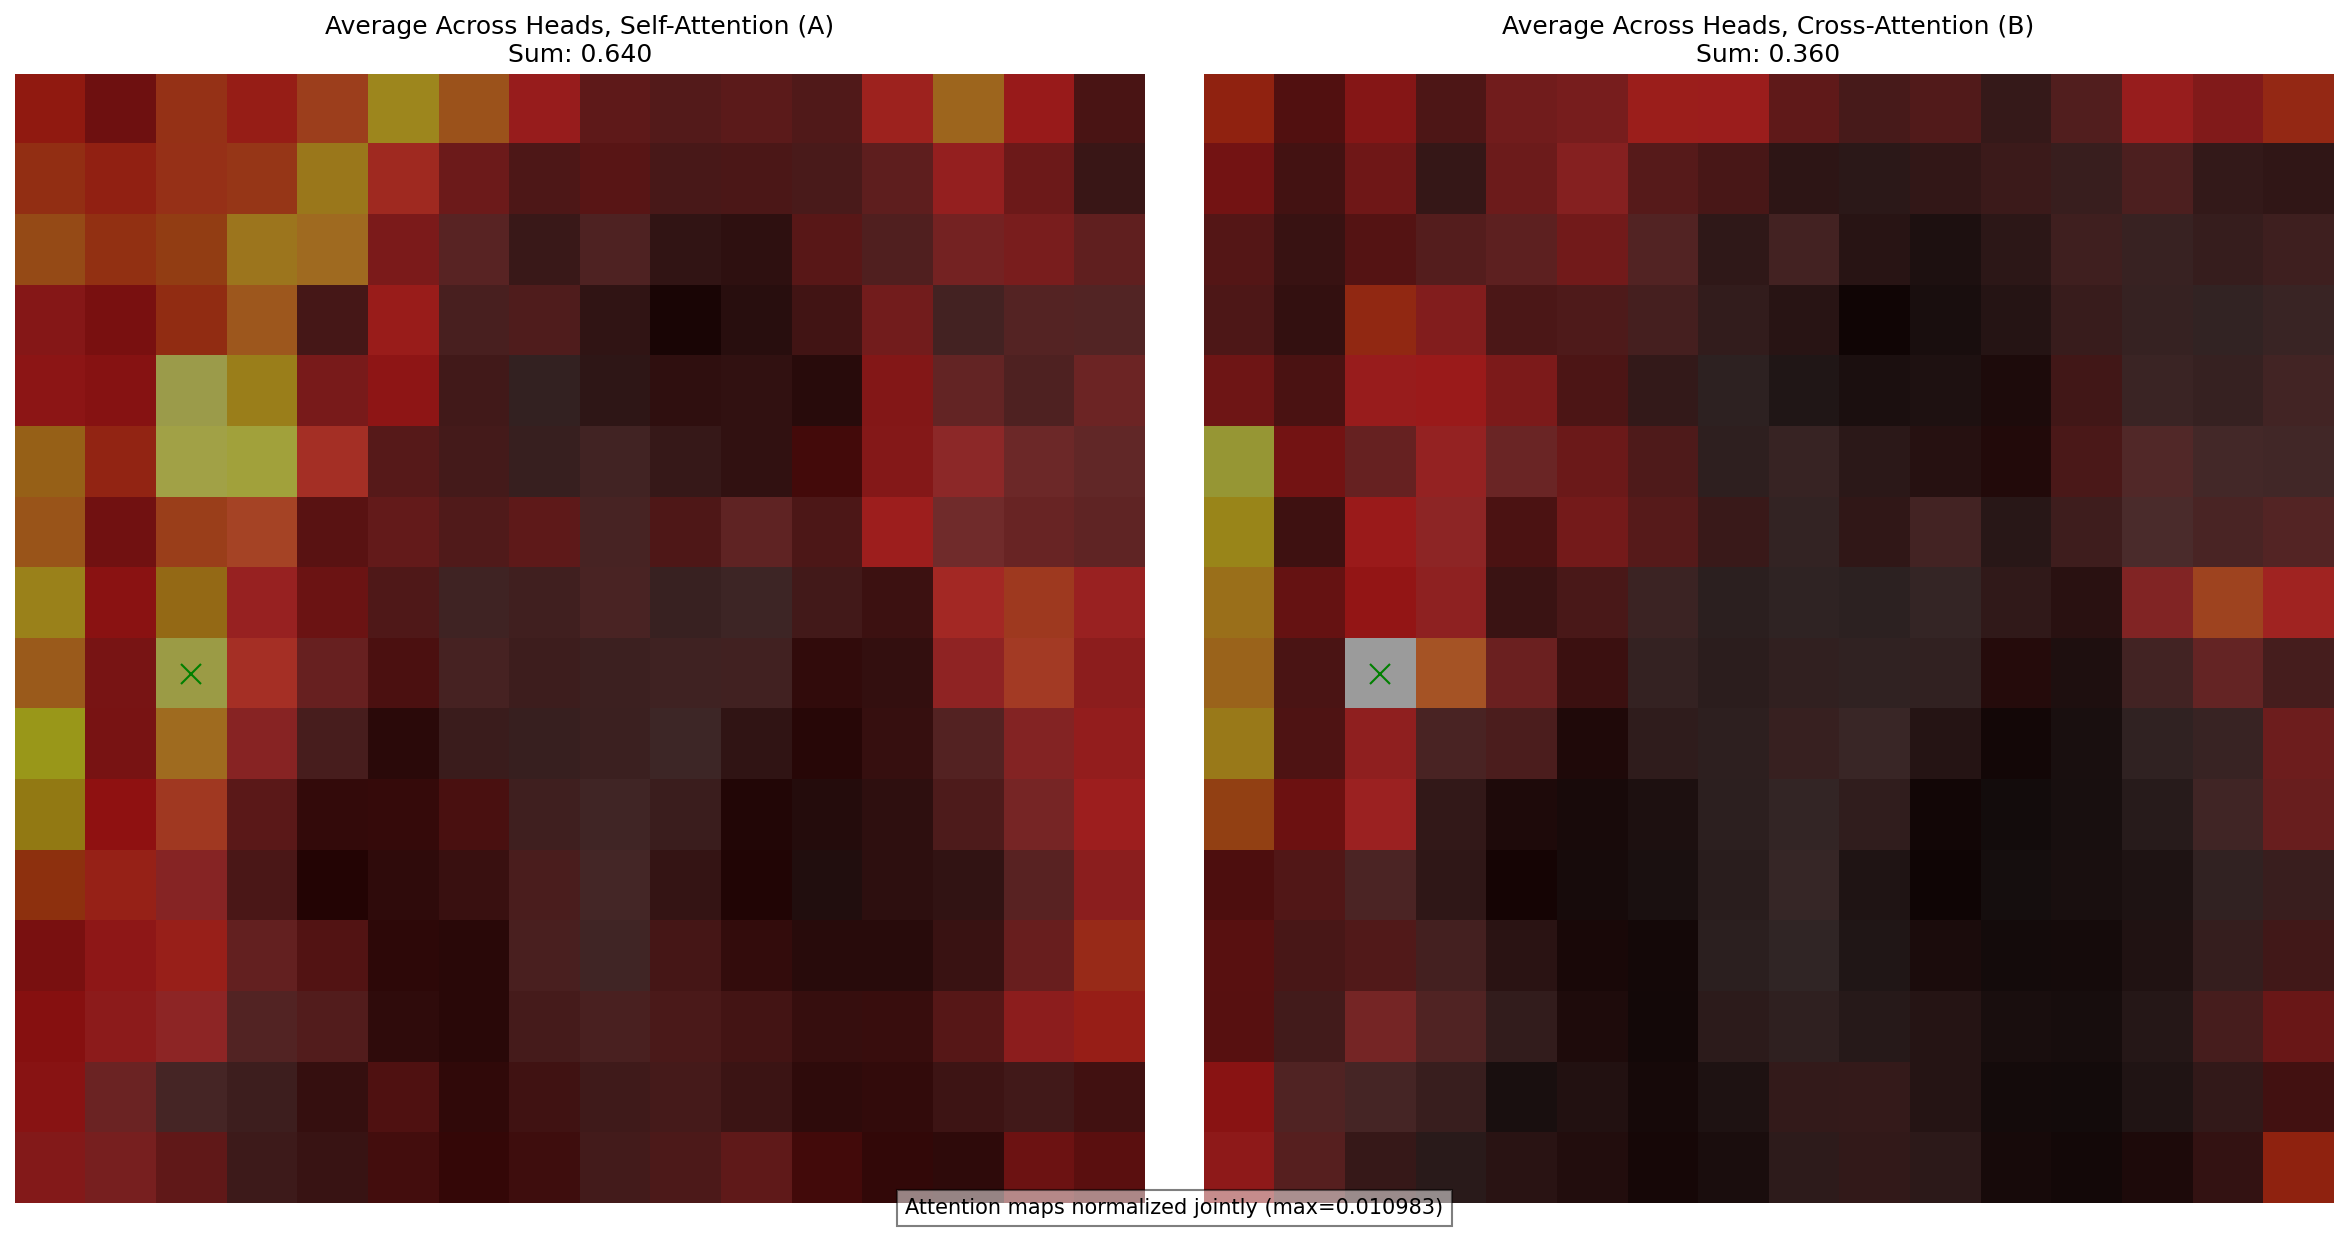 Average Across Heads, Self-Attention (A)
Sum: 0.640
Average Across Heads, Cross-Attention (B)
Sum: 0.360
Attention maps normalized jointly (max=0.010983)